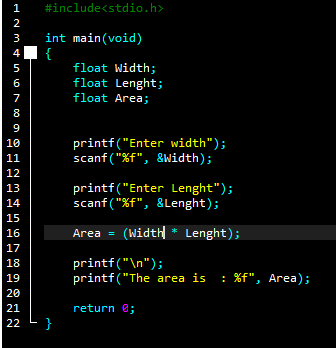 1 #include<stdio.h>
2
3 int main(void)
4 {
5 float Width;
6 float Lenght;
7 float Area;
8
9
10 printf("Enter width");
11 scanf("%f", &Width);
12
13 printf("Enter Lenght");
14 scanf("%f", &Lenght);
15
16 Area = (Width * Lenght);
17
18 printf("\n");
19 printf("The area is  : %f", Area);
20
21 return 0;
22 }